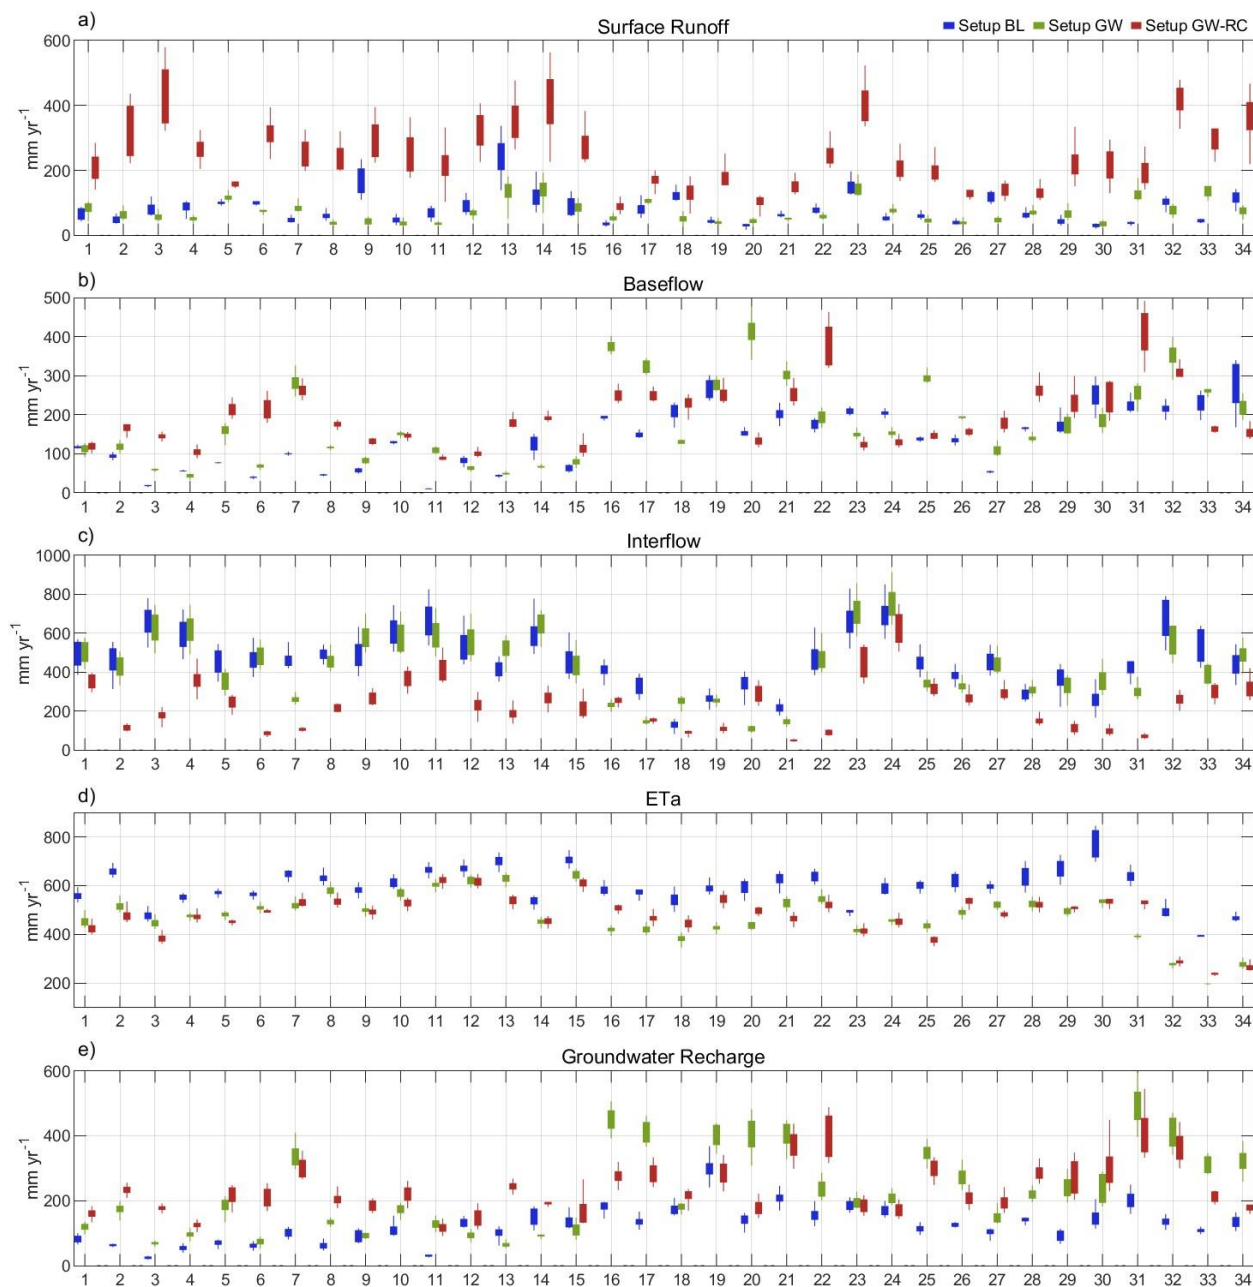 a)
Surface Runoff
Setup BL Setup GW Setup GW-RC
600
400
200
0
mm yr-1
1 2 3 4 5 6 7 8 9 10 11 12 13 14 15 16 17 18 19 20 21 22 23 24 25 26 27 28 29 30 31 32 33 34
b)
Baseflow
500
400
300
200
100
0
mm yr-1
1 2 3 4 5 6 7 8 9 10 11 12 13 14 15 16 17 18 19 20 21 22 23 24 25 26 27 28 29 30 31 32 33 34
c)
Interflow
1000
800
600
400
200
0
mm yr-1
1 2 3 4 5 6 7 8 9 10 11 12 13 14 15 16 17 18 19 20 21 22 23 24 25 26 27 28 29 30 31 32 33 34
d)
ETa
800
600
400
200
mm yr-1
1 2 3 4 5 6 7 8 9 10 11 12 13 14 15 16 17 18 19 20 21 22 23 24 25 26 27 28 29 30 31 32 33 34
e)
Groundwater Recharge
600
400
200
0
mm yr-1
1 2 3 4 5 6 7 8 9 10 11 12 13 14 15 16 17 18 19 20 21 22 23 24 25 26 27 28 29 30 31 32 33 34